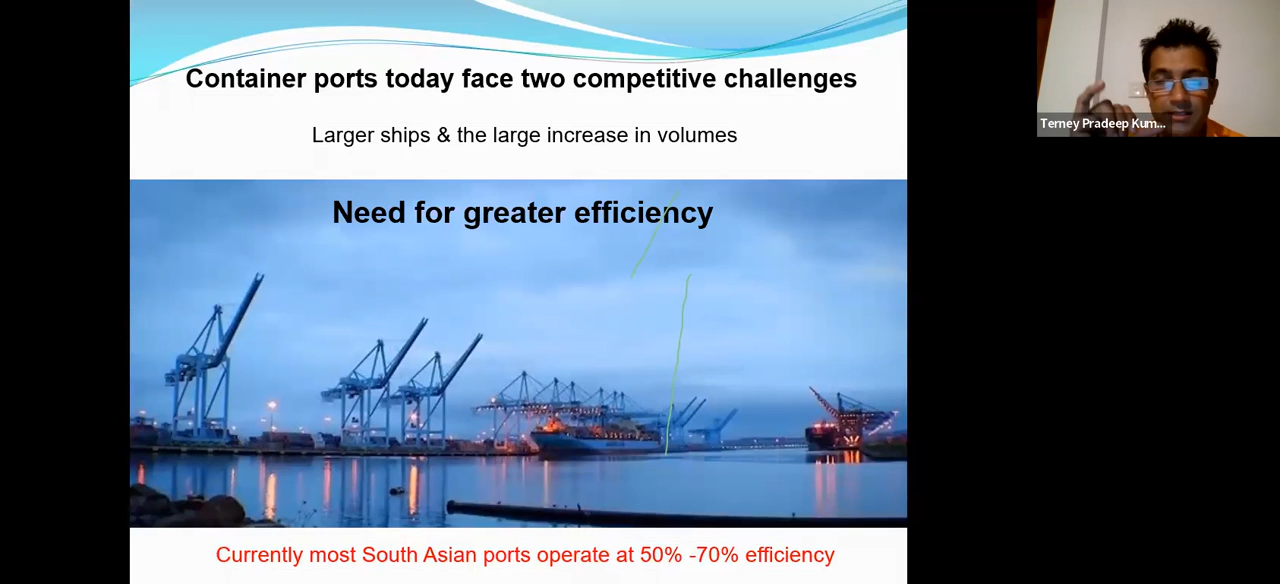 Container ports today face two competitive challenges
Larger ships & the large increase in volumes
Need for greater efficiency
Currently most South Asian ports operate at 50% -70% efficiency
Terney Pradeep Kum...